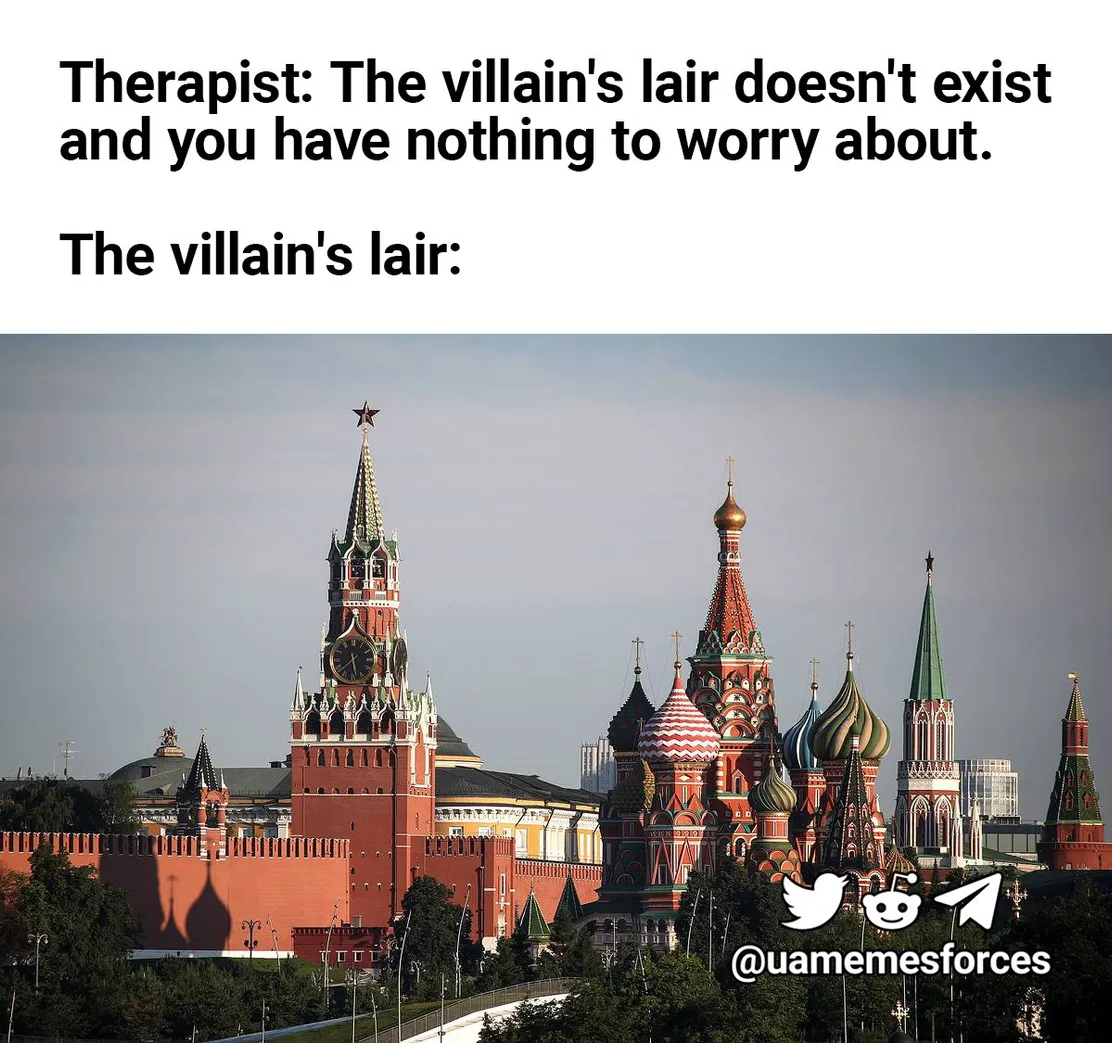 Therapist: The villain's lair doesn't exist
and you have nothing to worry about.
The villain's lair:
@uamemesforces